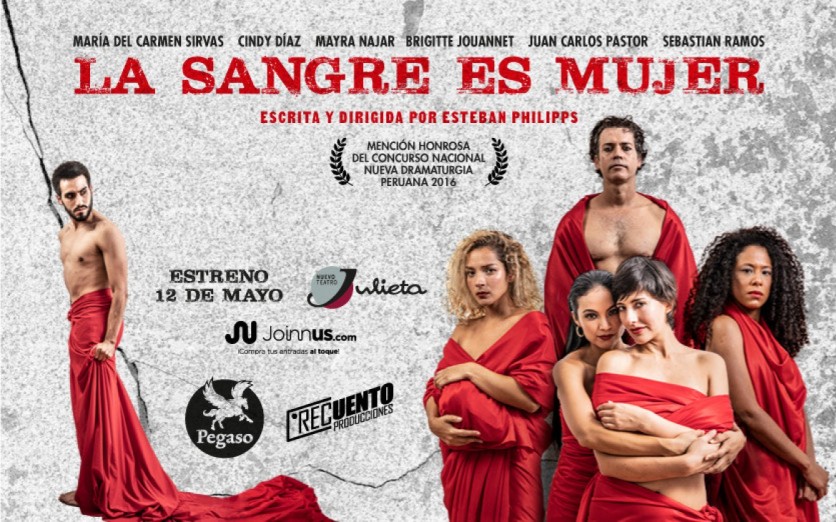 MARÍA DEL CARMEN SIRVAS CINDY DÍAZ MAYRA NAJAR BRIGITTE JOUANNET JUAN CARLOS PASTOR SEBASTIAN RAMOS
LA SANGRE ES MUJER
ESCRITA Y DIRIGIDA POR ESTEBAN PHILIPPS
MENCIÓN HONROSA
DEL CONCURSO NACIONAL
NUEVA DRAMATURGIA
PERUANA 2016
ESTRENO
12 DE MAYO
NUEVO
TEATRO
Julieta
JN Joinnus.com
¡Compra tus entradas al toque!
Pegaso
RECUENTO
PRODUCCIONES